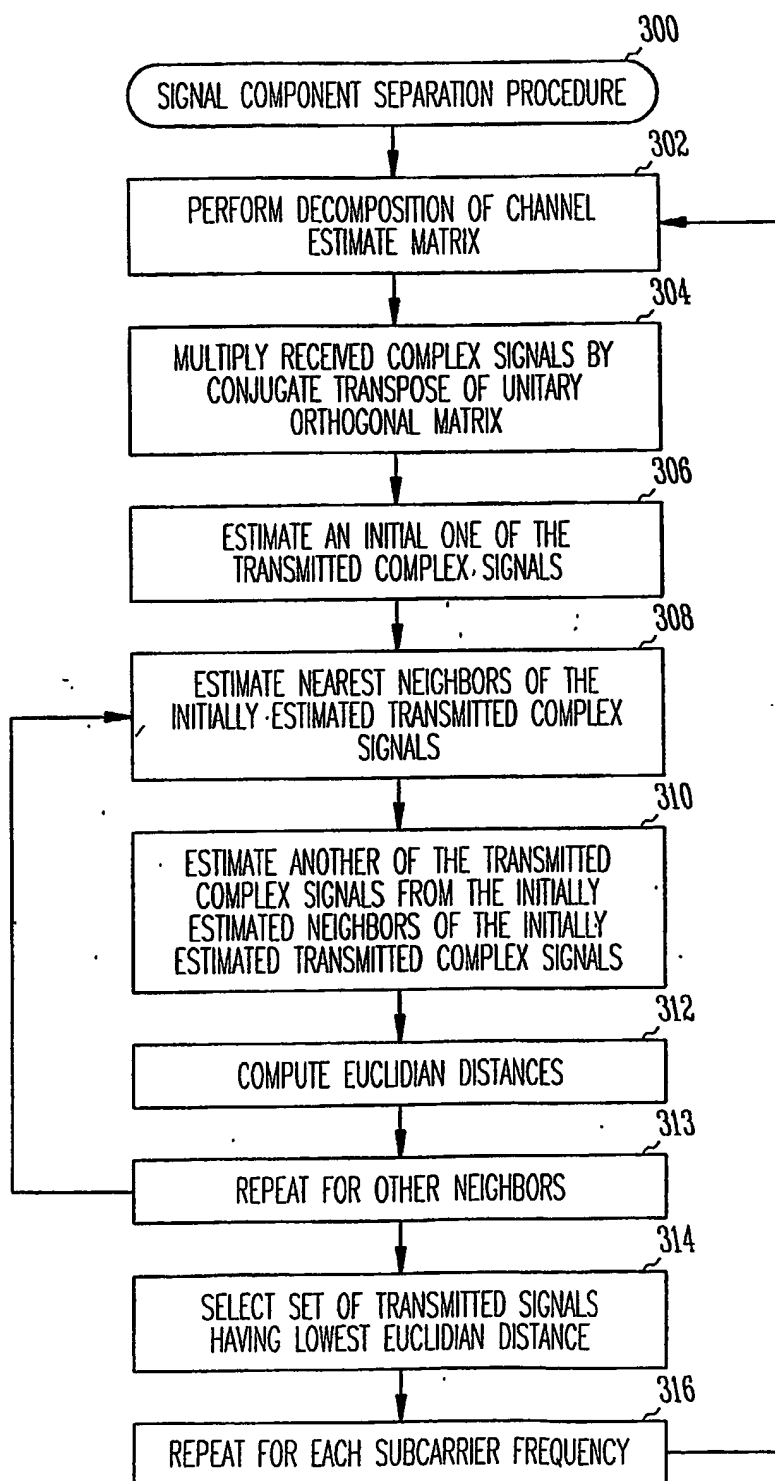 300
SIGNAL COMPONENT SEPARATION PROCEDURE
302
PERFORM DECOMPOSITION OF CHANNEL
ESTIMATE MATRIX
304
MULTIPLY RECEIVED COMPLEX SIGNALS BY
CONJUGATE TRANSPOSE OF UNITARY
ORTHOGONAL MATRIX
306
ESTIMATE AN INITIAL ONE OF THE
TRANSMITTED COMPLEX SIGNALS
308
ESTIMATE NEAREST NEIGHBORS OF THE
INITIALLY ESTIMATED TRANSMITTED COMPLEX
SIGNALS
310
ESTIMATE ANOTHER OF THE TRANSMITTED
COMPLEX SIGNALS FROM THE INITIALLY
ESTIMATED NEIGHBORS OF THE INITIALLY
ESTIMATED TRANSMITTED COMPLEX SIGNALS
312
COMPUTE EUCLIDIAN DISTANCES
313
REPEAT FOR OTHER NEIGHBORS
314
SELECT SET OF TRANSMITTED SIGNALS
HAVING LOWEST EUCLIDIAN DISTANCE
316
REPEAT FOR EACH SUBCARRIER FREQUENCY